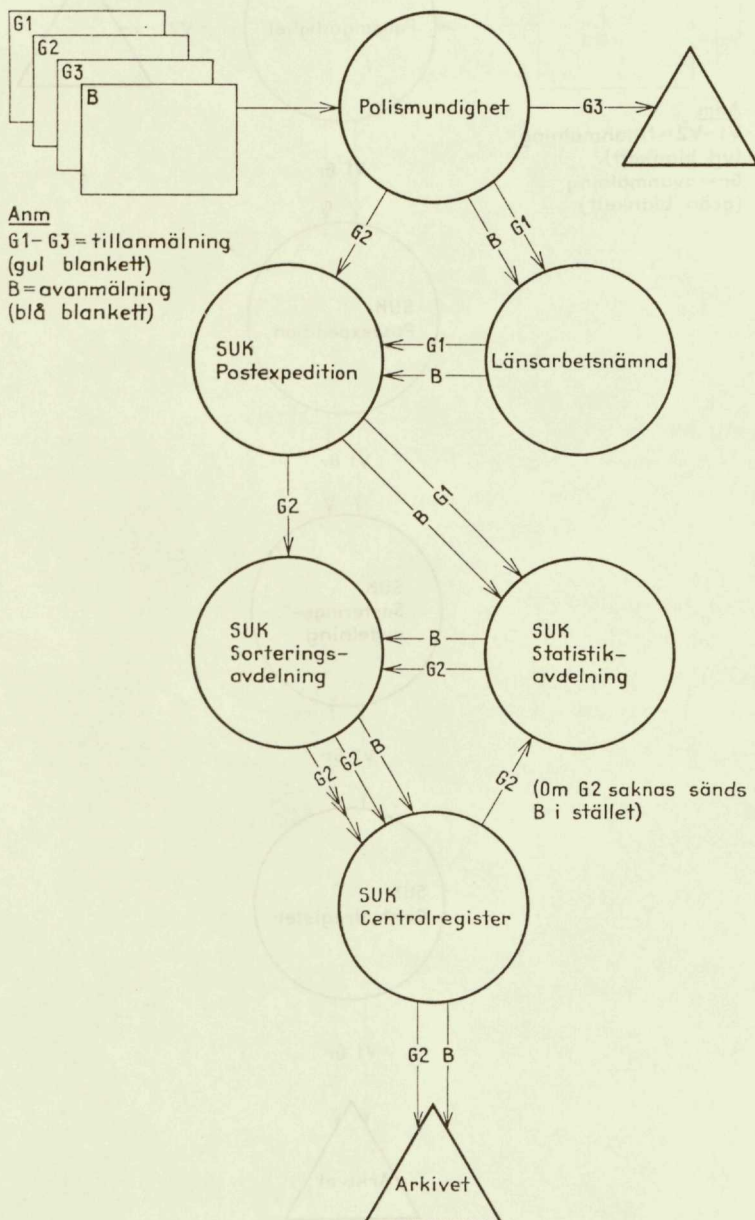 G1
G2
G3
B
Polismyndighet
G3
Anm
G1-G3=tillanmälning
(gul blankett)
B=avanmälning
(blå blankett)
G2
B
G1
SUK
Postexpedition
G1
B
Länsarbetsnämnd
G2
B
G1
SUK
Sorterings-
avdelning
B
G2
SUK
Statistik-
avdelning
G2
G2
B
G2
(Om G2 saknas sänds
B i stället)
SUK
Centralregister
G2
B
Arkivet